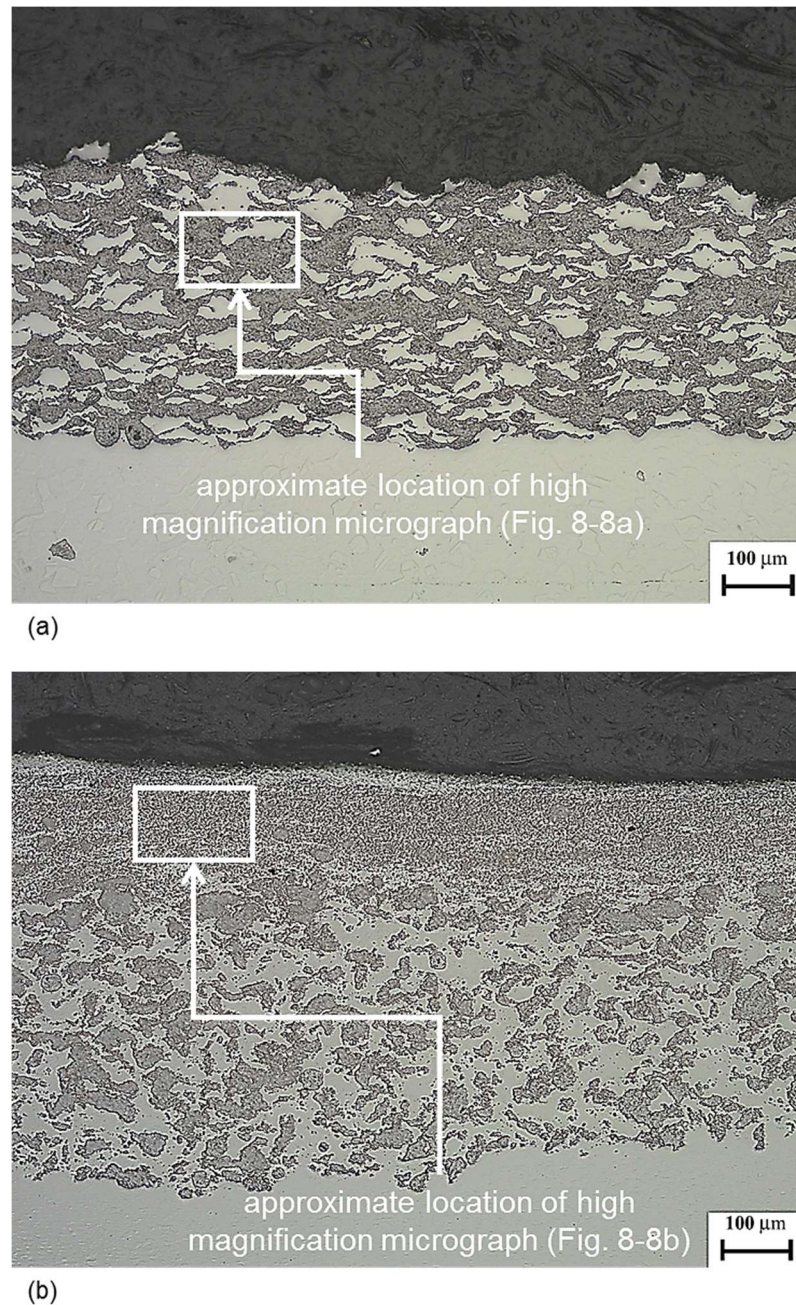 approximate location of high
magnification micrograph (Fig. 8-8a)
100 µm
(a)
approximate location of high
magnification micrograph (Fig. 8-8b)
100 µm
(b)